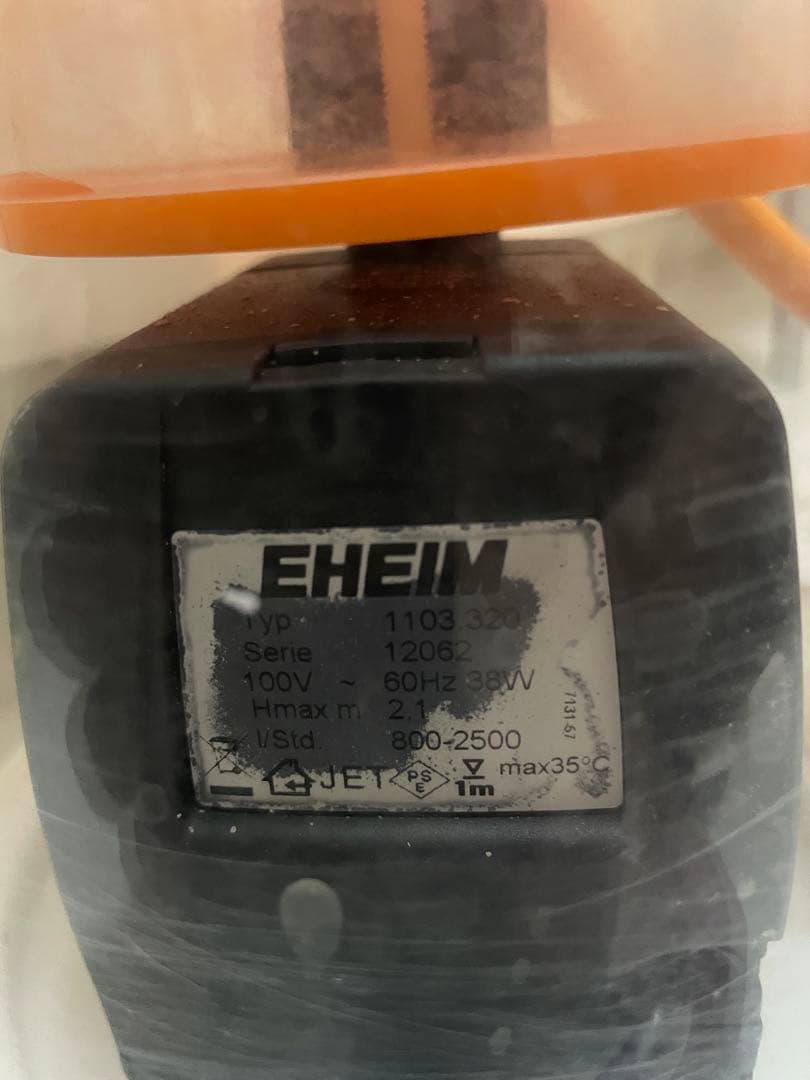 EHEIM
Typ 1103.320
Serie 12062
100V ~ 60Hz 38W
Hmax m 2,1
l/Std. 800-2500
JET PS E 1m max35°C
7131-57